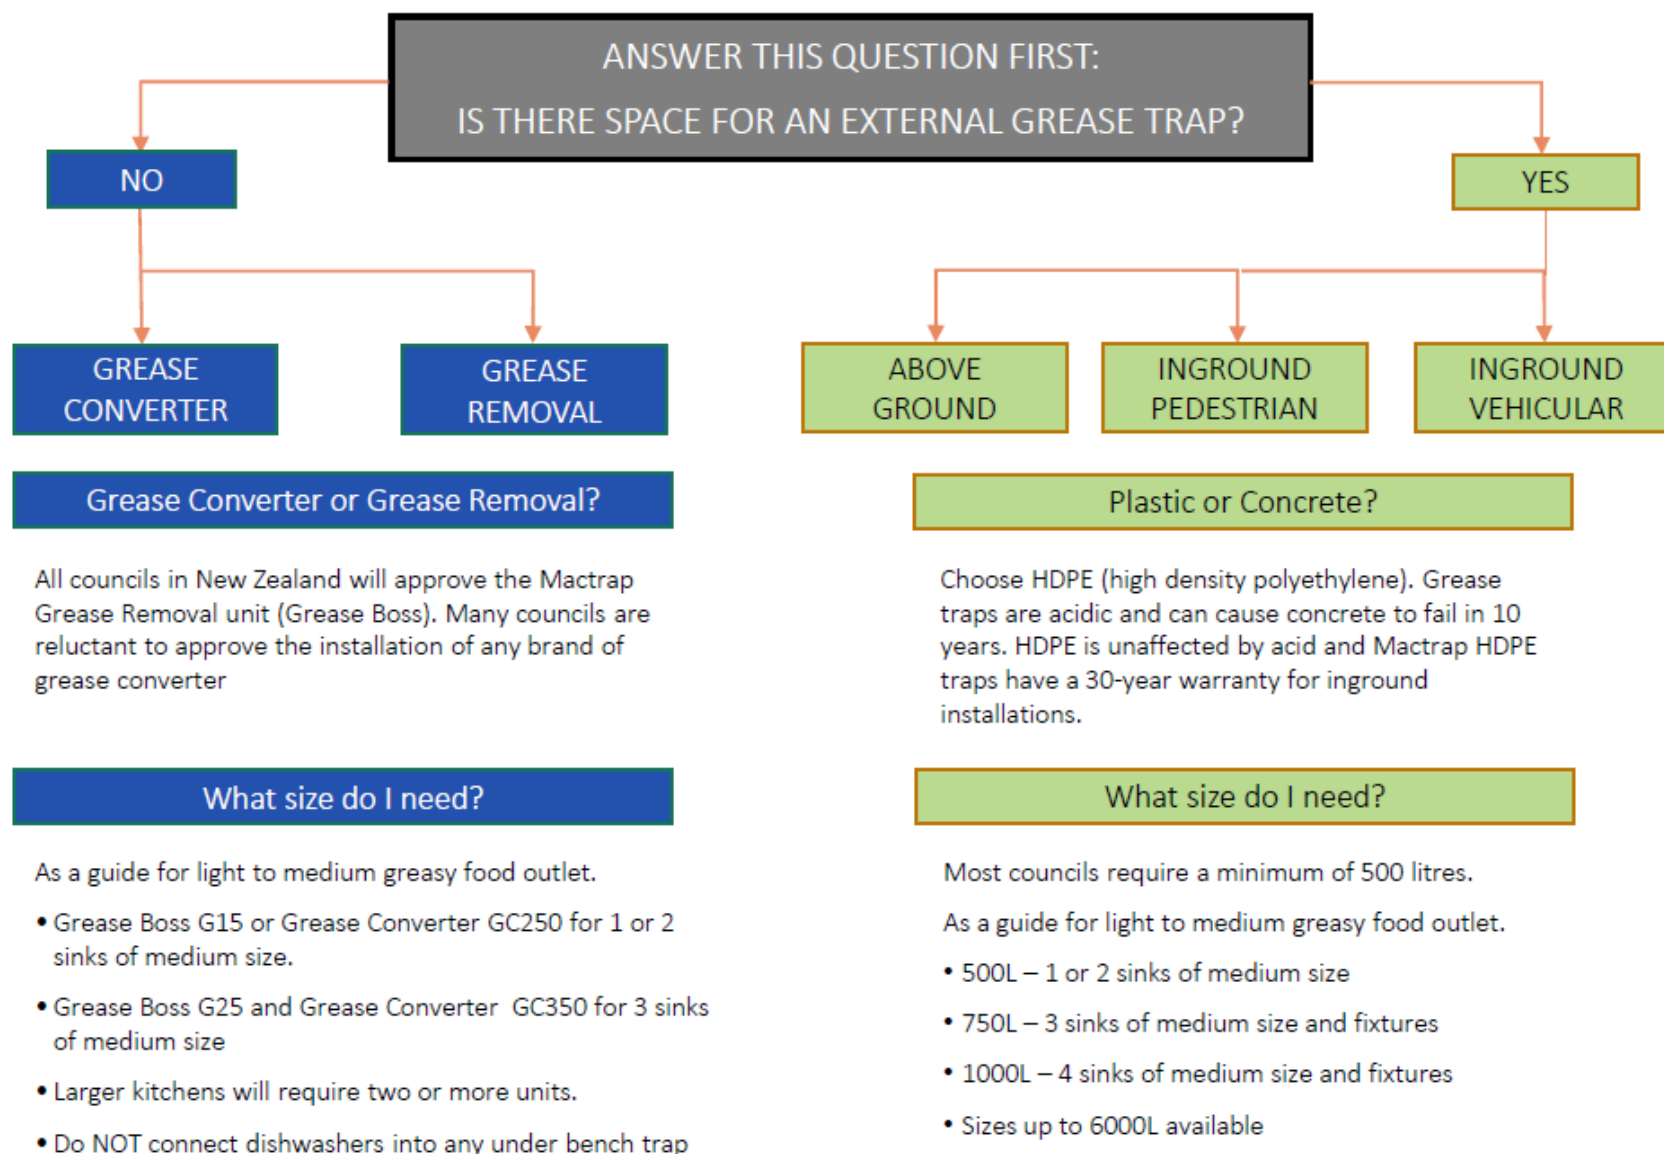 ANSWER THIS QUESTION FIRST:
IS THERE SPACE FOR AN EXTERNAL GREASE TRAP?
NO
YES
GREASE
CONVERTER
GREASE
REMOVAL
ABOVE
GROUND
INGROUND
PEDESTRIAN
INGROUND
VEHICULAR
Grease Converter or Grease Removal?
All councils in New Zealand will approve the Mactrap
Grease Removal unit (Grease Boss). Many councils are
reluctant to approve the installation of any brand of
grease converter
What size do I need?
As a guide for light to medium greasy food outlet.
• Grease Boss G15 or Grease Converter GC250 for 1 or 2
sinks of medium size.
• Grease Boss G25 and Grease Converter GC350 for 3 sinks
of medium size
• Larger kitchens will require two or more units.
• Do NOT connect dishwashers into any under bench trap
Plastic or Concrete?
Choose HDPE (high density polyethylene). Grease
traps are acidic and can cause concrete to fail in 10
years. HDPE is unaffected by acid and Mactrap HDPE
traps have a 30-year warranty for inground
installations.
What size do I need?
Most councils require a minimum of 500 litres.
As a guide for light to medium greasy food outlet.
• 500L – 1 or 2 sinks of medium size
• 750L – 3 sinks of medium size and fixtures
• 1000L – 4 sinks of medium size and fixtures
• Sizes up to 6000L available